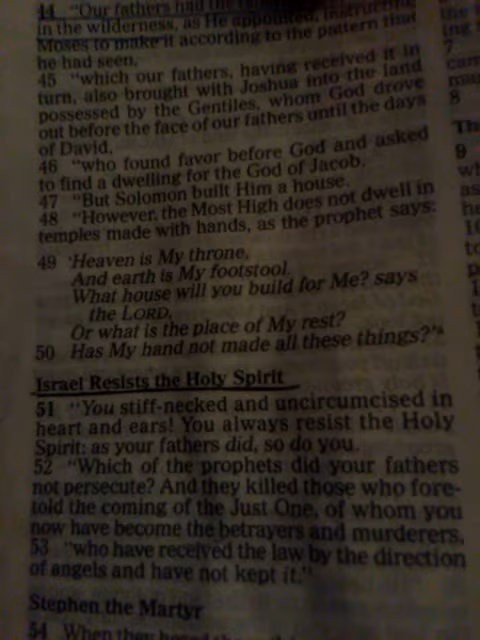 44 "Our fathers had the
in the wilderness, as He appointed, instructing
Moses to make it according to the pattern that
he had seen,
45 "which our fathers, having received it in
turn, also brought with Joshua into the land
possessed by the Gentiles, whom God drove
out before the face of our fathers until the days
of David,
46 "who found favor before God and asked
to find a dwelling for the God of Jacob.
47 "But Solomon built Him a house.
48 "However, the Most High does not dwell in
temples made with hands, as the prophet says:
49 'Heaven is My throne,
And earth is My footstool.
What house will you build for Me? says
the LORD,
Or what is the place of My rest?
50 Has My hand not made all these things?'*
Israel Resists the Holy Spirit
51 "You stiff-necked and uncircumcised in
heart and ears! You always resist the Holy
Spirit; as your fathers did, so do you.
52 "Which of the prophets did your fathers
not persecute? And they killed those who fore-
told the coming of the Just One, of whom you
now have become the betrayers and murderers,
53 "who have received the law by the direction
of angels and have not kept it."
Stephen the Martyr
54 When they heard these
7
8
9